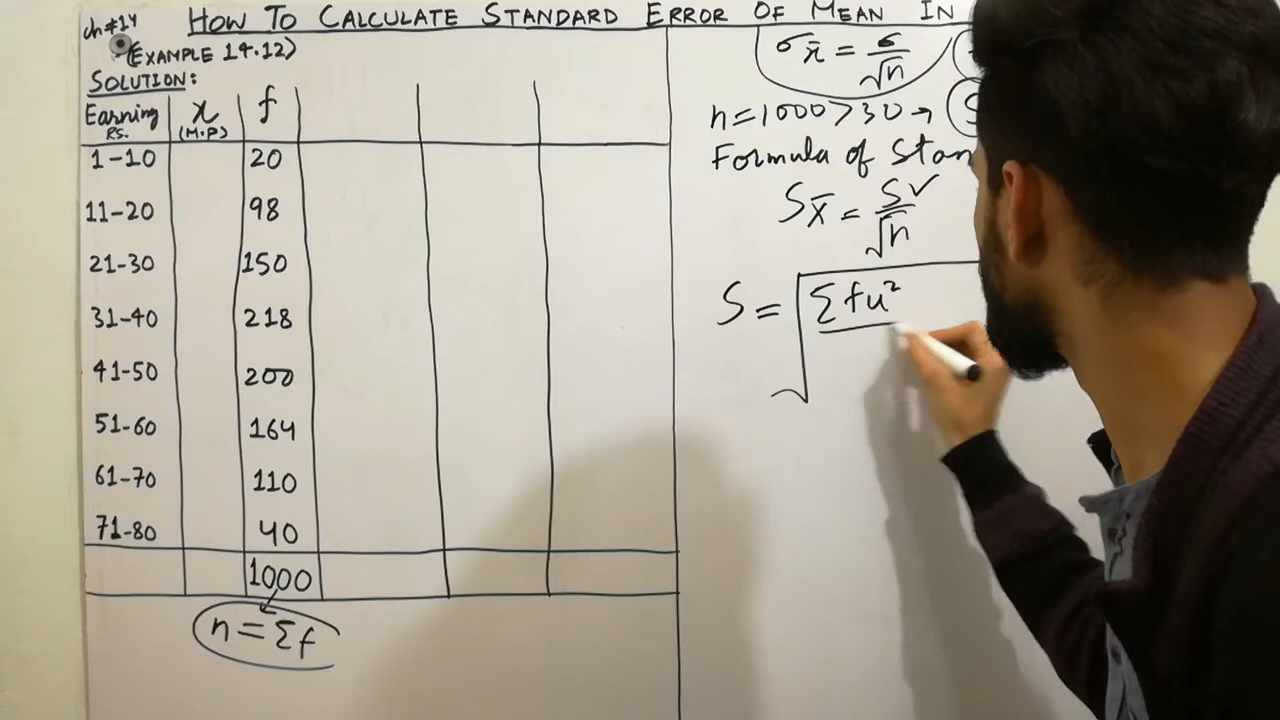 HOW TO CALCULATE STANDARD ERROR OF MEAN IN
ch#14
(EXAMPLE 14.12)
SOLUTION:
Earning x f
RS. (M.P)
1-10 20
11-20 98
21-30 150
31-40 218
41-50 200
51-60 164
61-70 110
71-80 40
1000
n = Σf
σx̄ = σ/√n
n=1000>30→ S
Formula of Stan
Sx̄ = S/√n ✓
S = √Σfu²